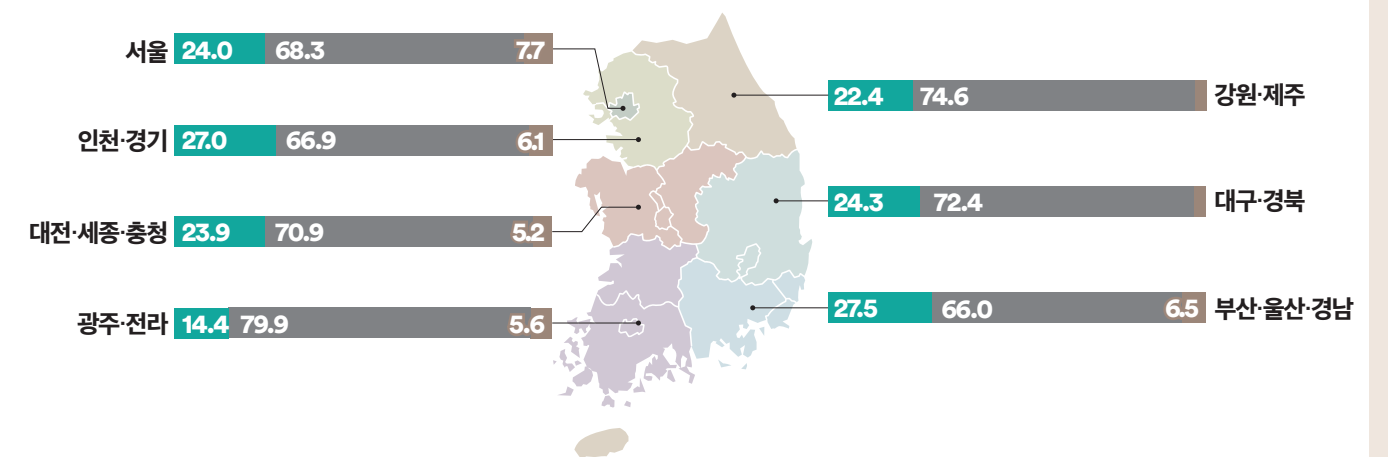 서울 24.0 68.3 7.7
인천·경기 27.0 66.9 6.1
대전·세종·충청 23.9 70.9 5.2
광주·전라 14.4 79.9 5.6
22.4 74.6 강원·제주
24.3 72.4 대구·경북
27.5 66.0 6.5 부산·울산·경남